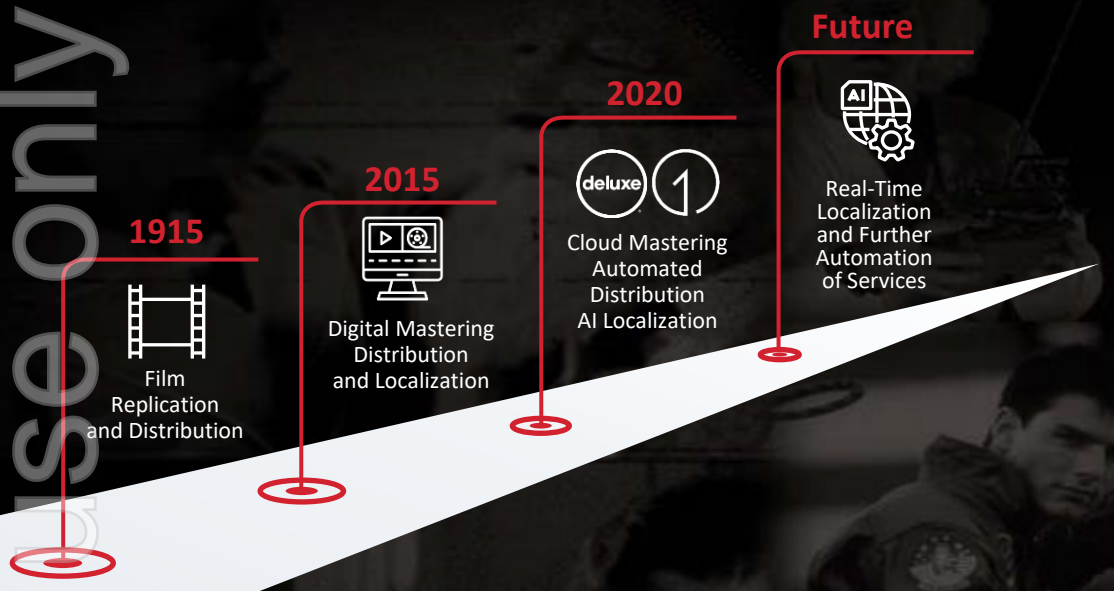 use only
1915
Film
Replication
and Distribution
2015
Digital Mastering
Distribution
and Localization
2020
deluxe 1
Cloud Mastering
Automated
Distribution
AI Localization
Future
AI
Real-Time
Localization
and Further
Automation
of Services